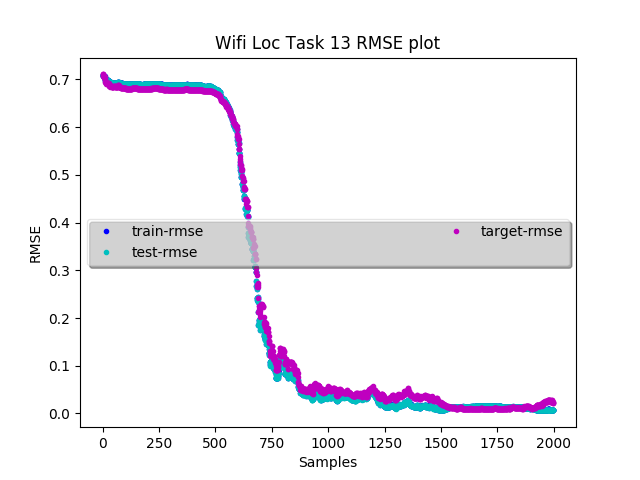 Wifi Loc Task 13 RMSE plot
0.7
0.6
0.5
0.4
0.3
0.2
0.1
0.0
RMSE
train-rmse
test-rmse
target-rmse
0 250 500 750 1000 1250 1500 1750 2000
Samples